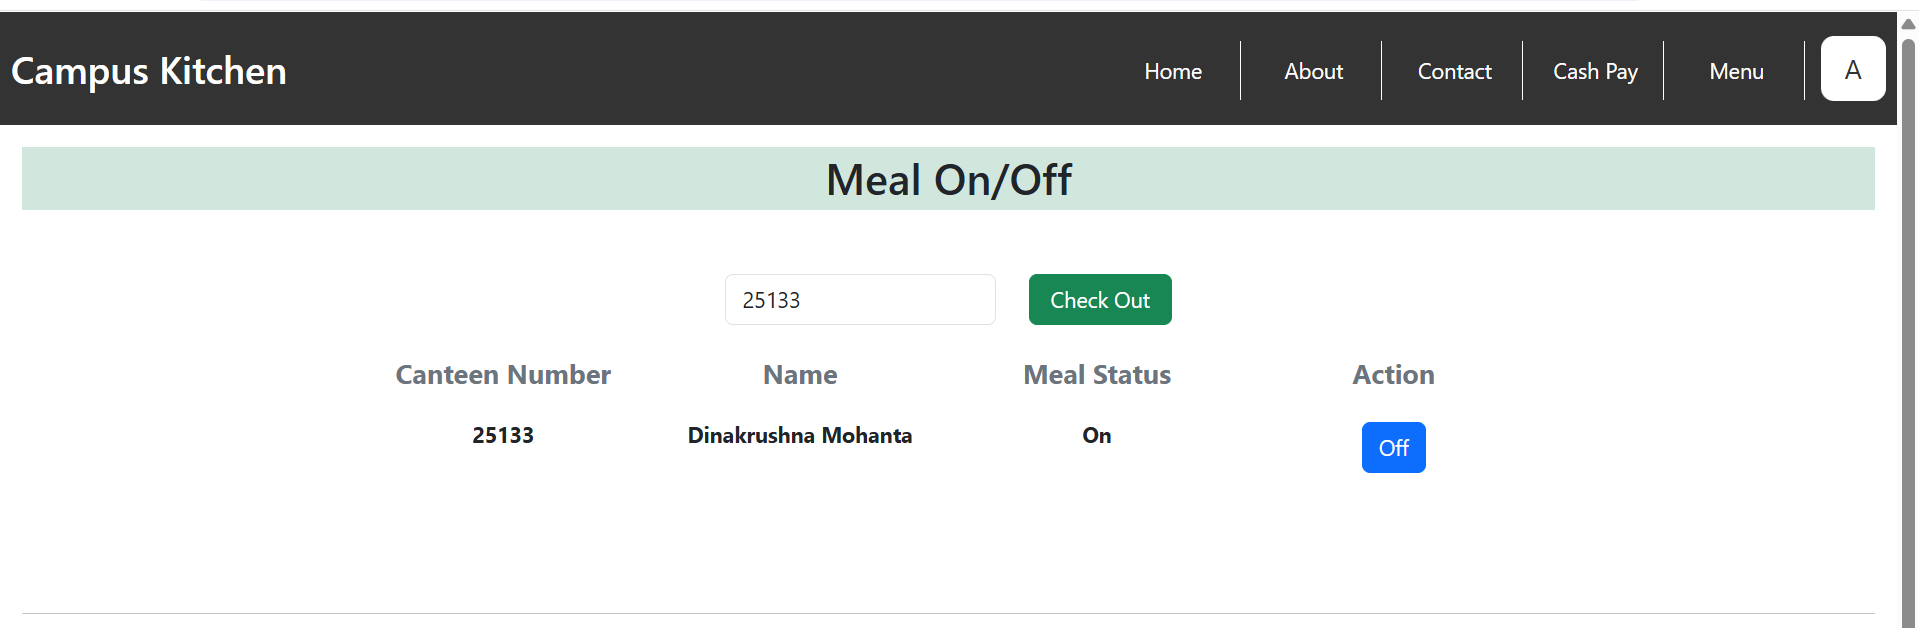 Campus Kitchen
Home About Contact Cash Pay Menu A
Meal On/Off
25133 Check Out
Canteen Number Name Meal Status Action
25133 Dinakrushna Mohanta On Off